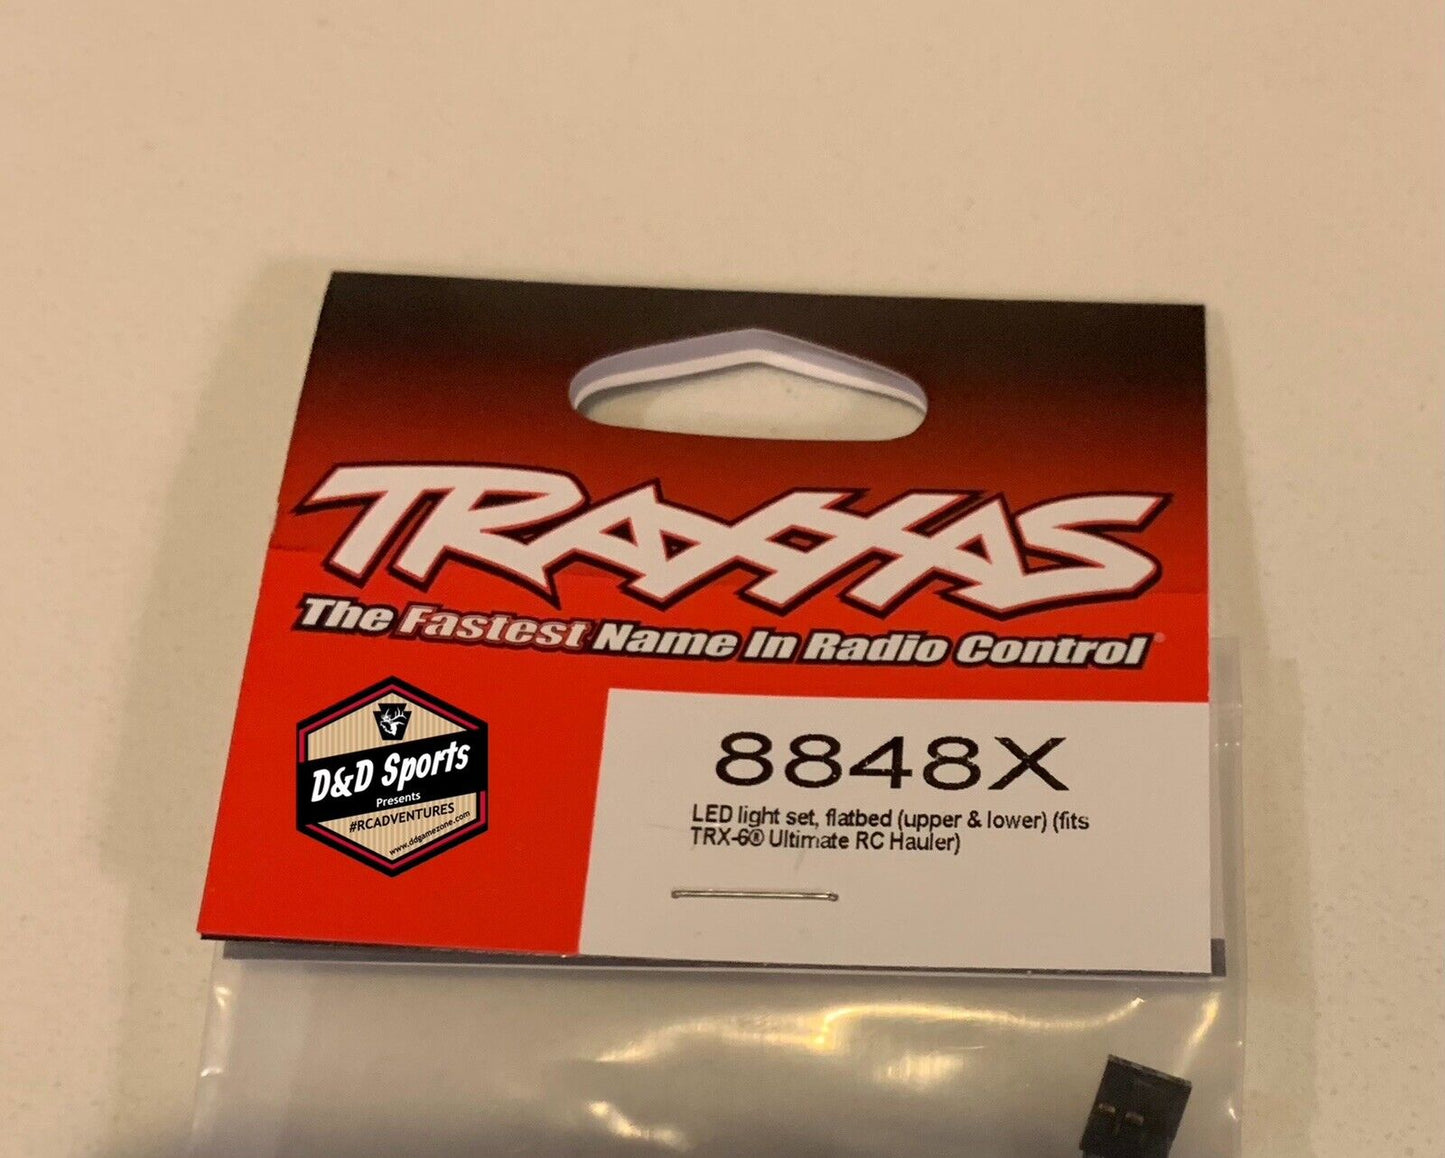 TRAXXAS
The Fastest Name In Radio Control®
D&D Sports
Presents
#RCADVENTURES
www.ddgamezone.com
8848X
LED light set, flatbed (upper & lower) (fits
TRX-6® Ultimate RC Hauler)